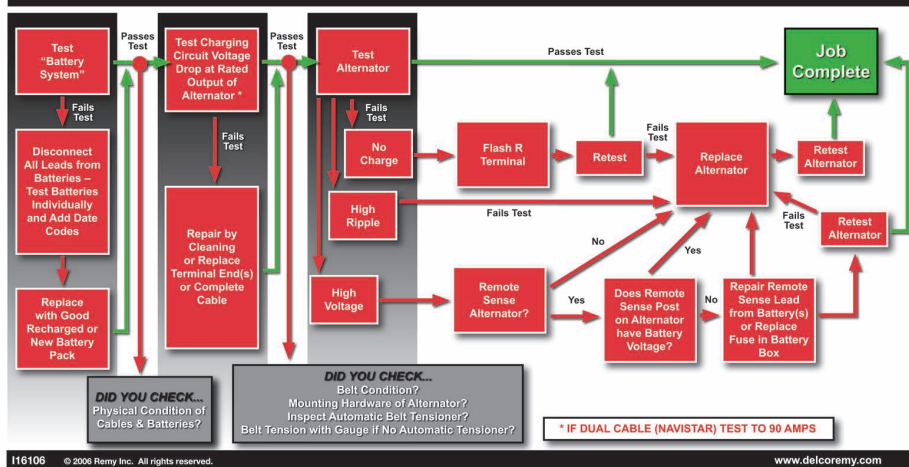 Test
"Battery
System"
Passes
Test
Test Charging
Circuit Voltage
Drop at Rated
Output of
Alternator *
Passes
Test
Test
Alternator
Passes Test
Job
Complete
Fails
Test
Disconnect
All Leads from
Batteries –
Test Batteries
Individually
and Add Date
Codes
Replace
with Good
Recharged or
New Battery
Pack
Fails
Test
Repair by
Cleaning
or Replace
Terminal End(s)
or Complete
Cable
Fails
Test
No
Charge
Flash R
Terminal
Retest
Fails
Test
Replace
Alternator
Retest
Alternator
High
Ripple
Fails Test
Fails
Test
Retest
Alternator
High
Voltage
Remote
Sense
Alternator?
No
Yes
Does Remote
Sense Post
on Alternator
have Battery
Voltage?
Yes
No
Repair Remote
Sense Lead
from Battery(s)
or Replace
Fuse in Battery
Box
DID YOU CHECK...
Physical Condition of
Cables & Batteries?
DID YOU CHECK...
Belt Condition?
Mounting Hardware of Alternator?
Inspect Automatic Belt Tensioner?
Belt Tension with Gauge if No Automatic Tensioner?
* IF DUAL CABLE (NAVISTAR) TEST TO 90 AMPS
I16106 © 2006 Remy Inc. All rights reserved.
www.delcoremy.com